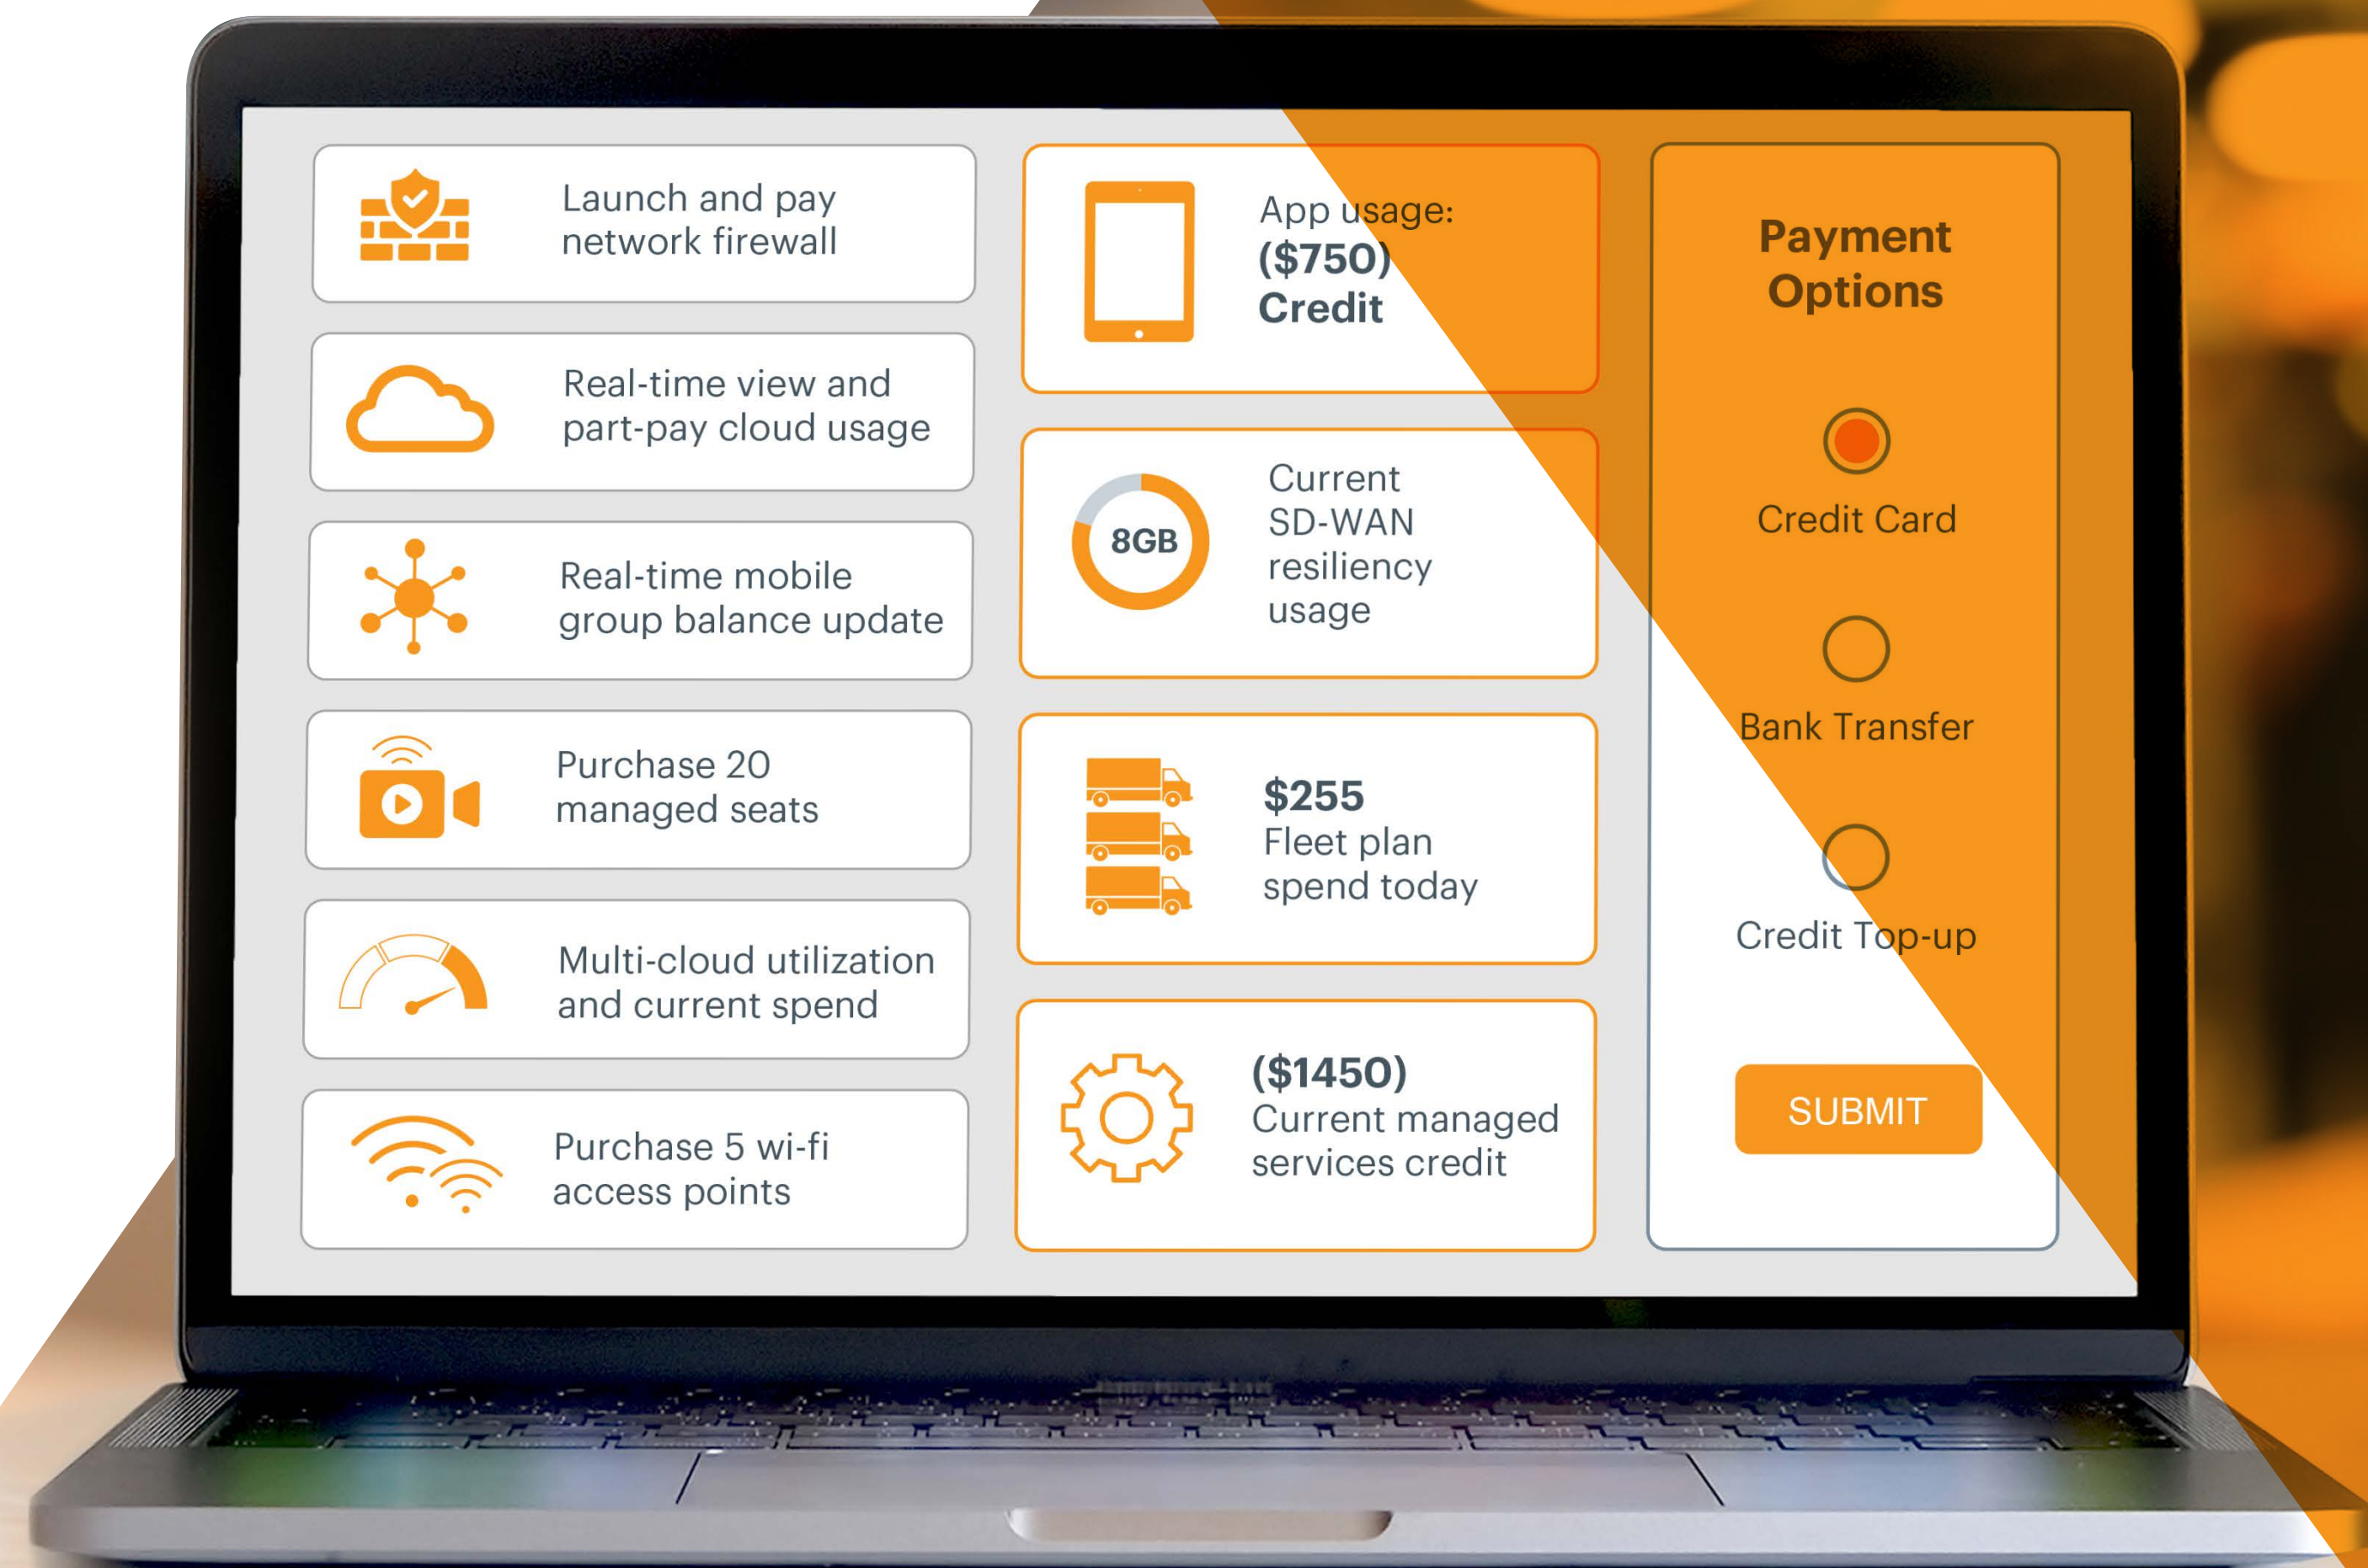 Launch and pay
network firewall
Real-time view and
part-pay cloud usage
Real-time mobile
group balance update
Purchase 20
managed seats
Multi-cloud utilization
and current spend
Purchase 5 wi-fi
access points
App usage:
($750)
Credit
8GB
Current
SD-WAN
resiliency
usage
$255
Fleet plan
spend today
($1450)
Current managed
services credit
Payment
Options
Credit Card
Bank Transfer
Credit Top-up
SUBMIT